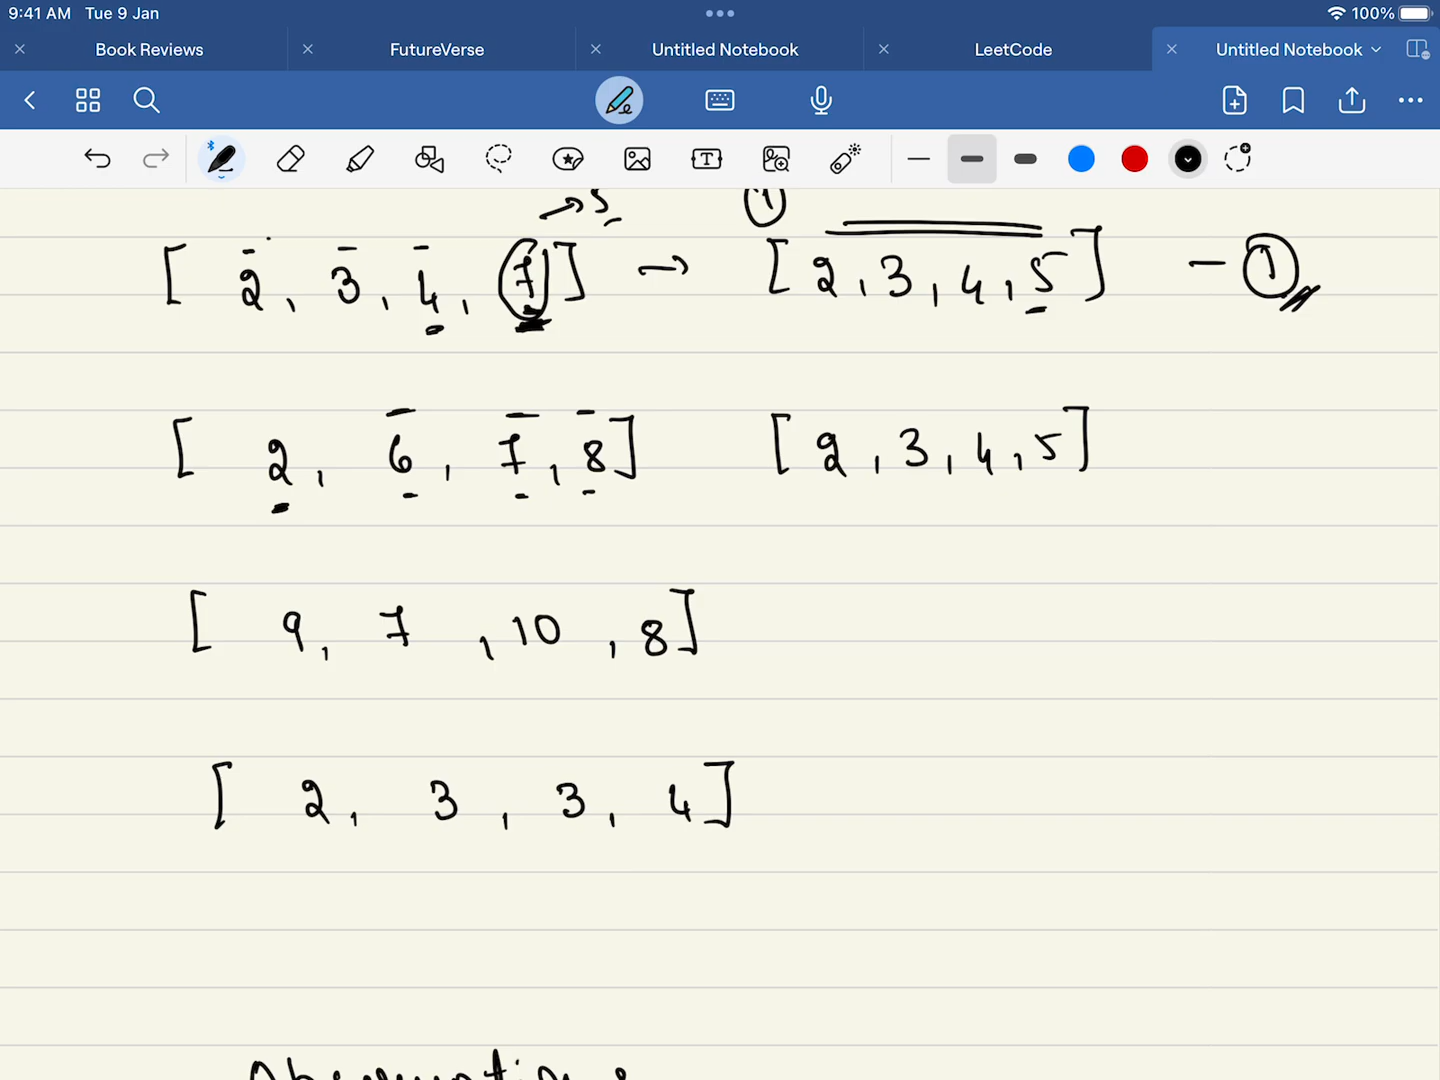 9:41 AM Tue 9 Jan 100%
Book Reviews FutureVerse Untitled Notebook LeetCode Untitled Notebook
→ 5 1
[ 2, 3, 4, 7 ] → [ 2, 3, 4, 5 ] - 1
[ 2, 6, 7, 8 ] [ 2, 3, 4, 5 ]
[ 9, 7, 10, 8 ]
[ 2, 3, 3, 4 ]